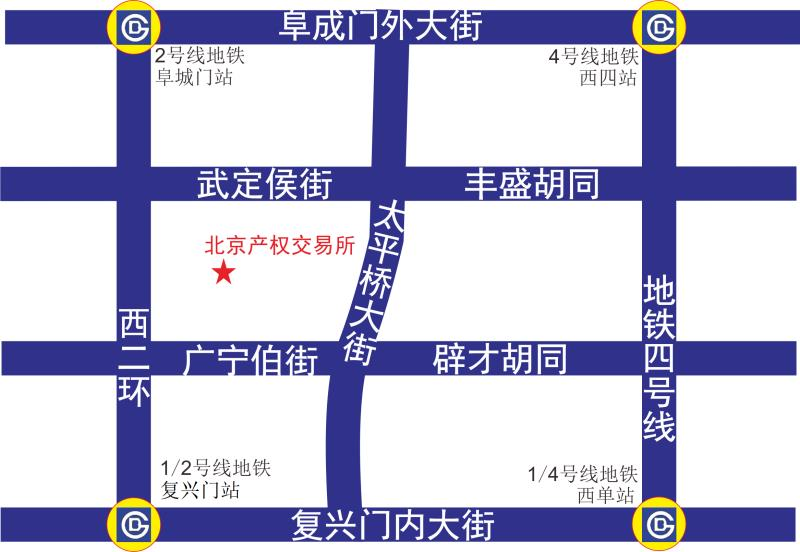 阜成门外大街
2号线地铁
阜城门站
4号线地铁
西四站
武定侯街
丰盛胡同
太平桥大街
北京产权交易所
西二环
地铁四号线
广宁伯街
辟才胡同
1/2号线地铁
复兴门站
1/4号线地铁
西单站
复兴门内大街